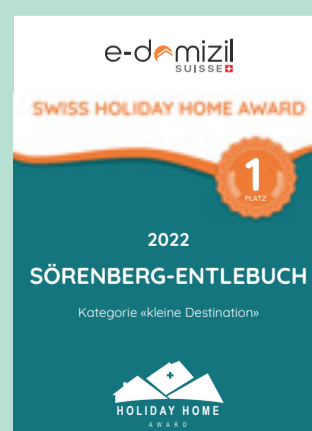 e-domizil
SUISSE
SWISS HOLIDAY HOME AWARD
1
PLATZ
2022
SÖRENBERG-ENTLEBUCH
Kategorie «kleine Destination»
HOLIDAY HOME
AWARD